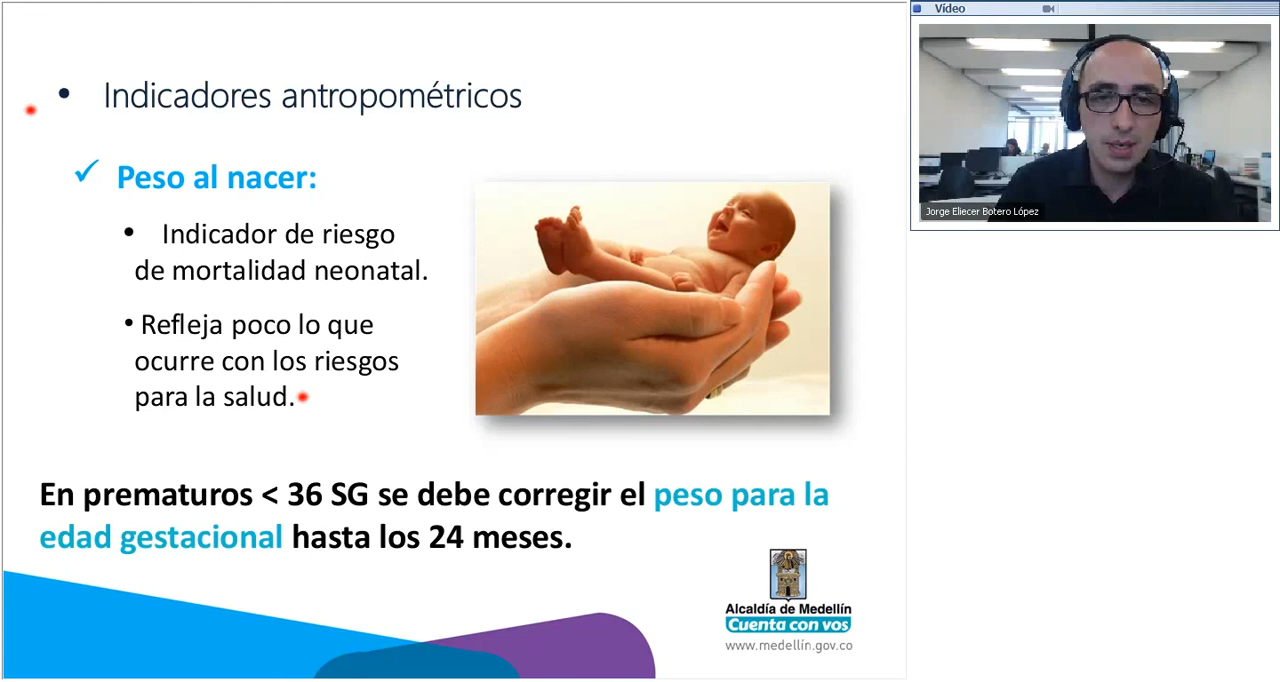 Indicadores antropométricos
Peso al nacer:
Indicador de riesgo
de mortalidad neonatal.
Refleja poco lo que
ocurre con los riesgos
para la salud.
En prematuros < 36 SG se debe corregir el peso para la
edad gestacional hasta los 24 meses.
Alcaldía de Medellín
Cuenta con vos
www.medellín.gov.co
Vídeo
Jorge Eliecer Botero López